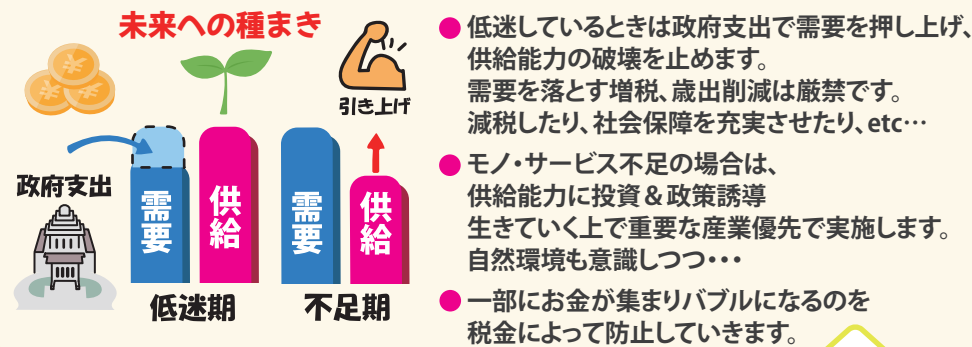 未来への種まき
引き上げ
政府支出
需要
供給
需要
供給
低迷期
不足期
● 低迷しているときは政府支出で需要を押し上げ、
供給能力の破壊を止めます。
需要を落とす増税、歳出削減は厳禁です。
減税したり、社会保障を充実させたり、etc…
● モノ・サービス不足の場合は、
供給能力に投資＆政策誘導
生きていく上で重要な産業優先で実施します。
自然環境も意識しつつ・・・
● 一部にお金が集まりバブルになるのを
税金によって防止していきます。